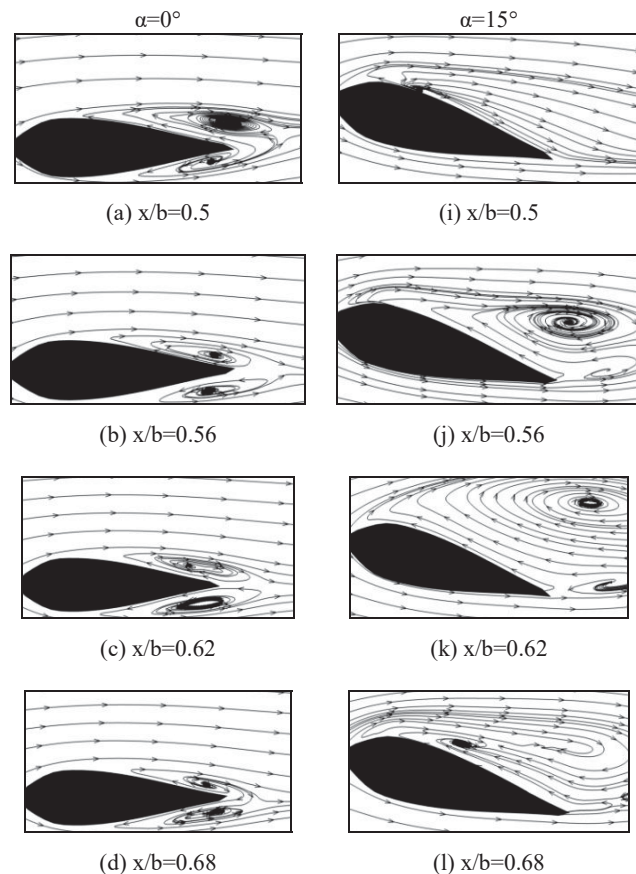 α=0° α=15°
(a) x/b=0.5 (i) x/b=0.5
(b) x/b=0.56 (j) x/b=0.56
(c) x/b=0.62 (k) x/b=0.62
(d) x/b=0.68 (l) x/b=0.68